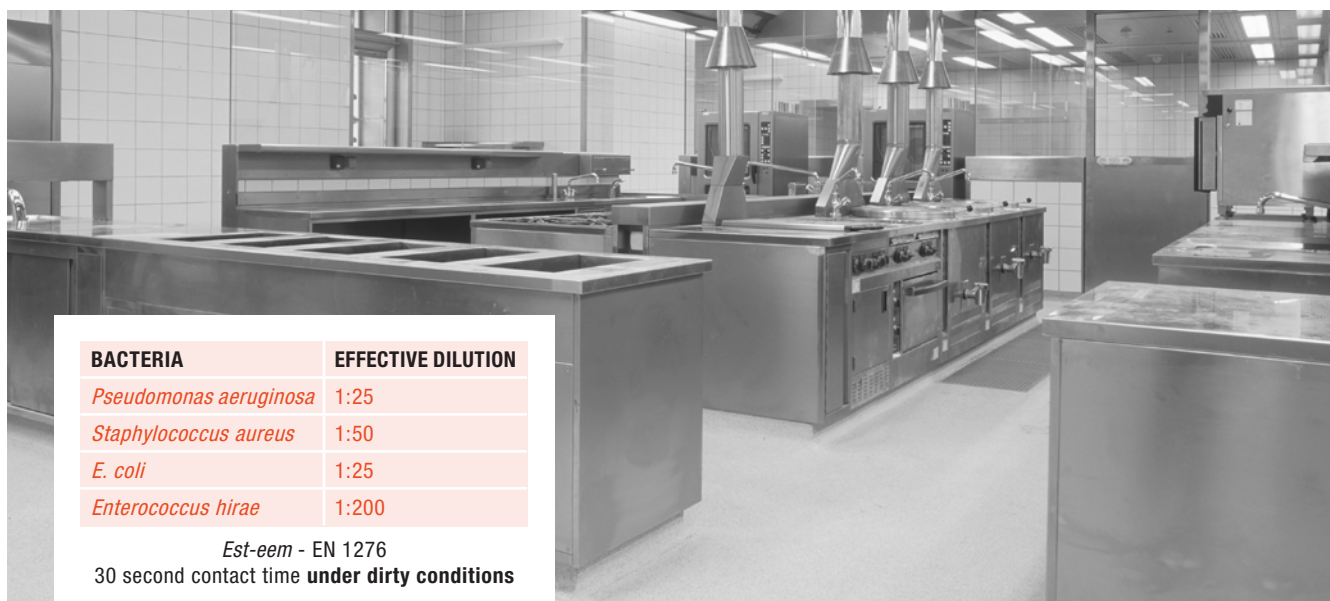 BACTERIA EFFECTIVE DILUTION
Pseudomonas aeruginosa 1:25
Staphylococcus aureus 1:50
E. coli 1:25
Enterococcus hirae 1:200
Est-eem - EN 1276
30 second contact time under dirty conditions